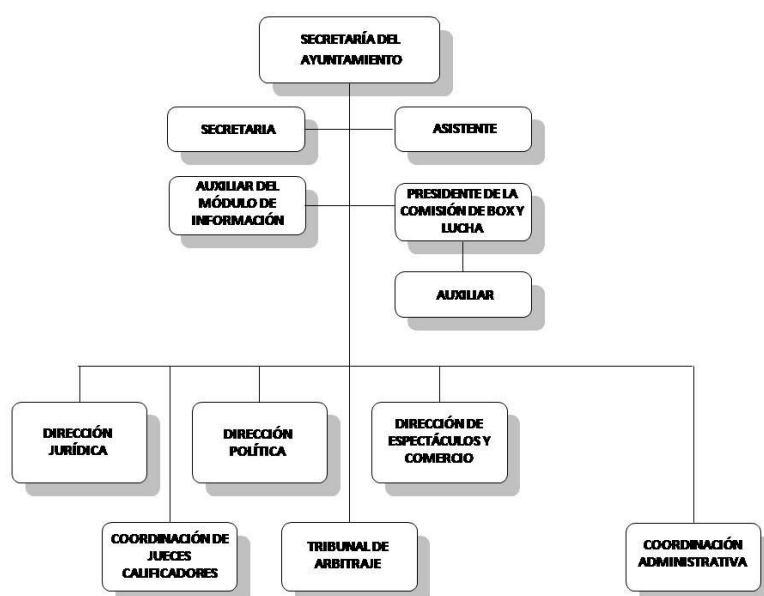 SECRETARÍA DEL
AYUNTAMIENTO
SECRETARIA
ASISTENTE
AUXILIAR DEL
MÓDULO DE
INFORMACIÓN
PRESIDENTE DE LA
COMISIÓN DE BOX Y
LUCHA
AUXILIAR
DIRECCIÓN
JURÍDICA
DIRECCIÓN
POLÍTICA
DIRECCIÓN DE
ESPECTÁCULOS Y
COMERCIO
COORDINACIÓN DE
JUECES
CALIFICADORES
TRIBUNAL DE
ARBITRAJE
COORDINACIÓN
ADMINISTRATIVA